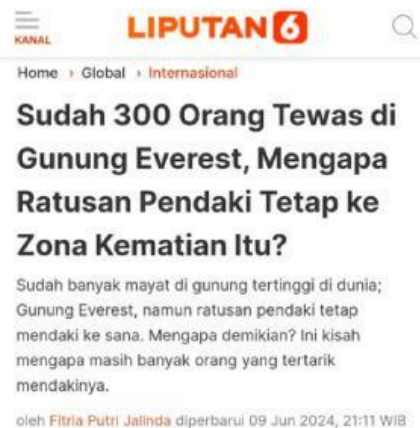 KANAL
LIPUTAN 6
Home › Global › Internasional
Sudah 300 Orang Tewas di
Gunung Everest, Mengapa
Ratusan Pendaki Tetap ke
Zona Kematian Itu?
Sudah banyak mayat di gunung tertinggi di dunia;
Gunung Everest, namun ratusan pendaki tetap
mendaki ke sana. Mengapa demikian? Ini kisah
mengapa masih banyak orang yang tertarik
mendakinya.
oleh Fitria Putri Jalinda diperbarui 09 Jun 2024, 21:11 WIB